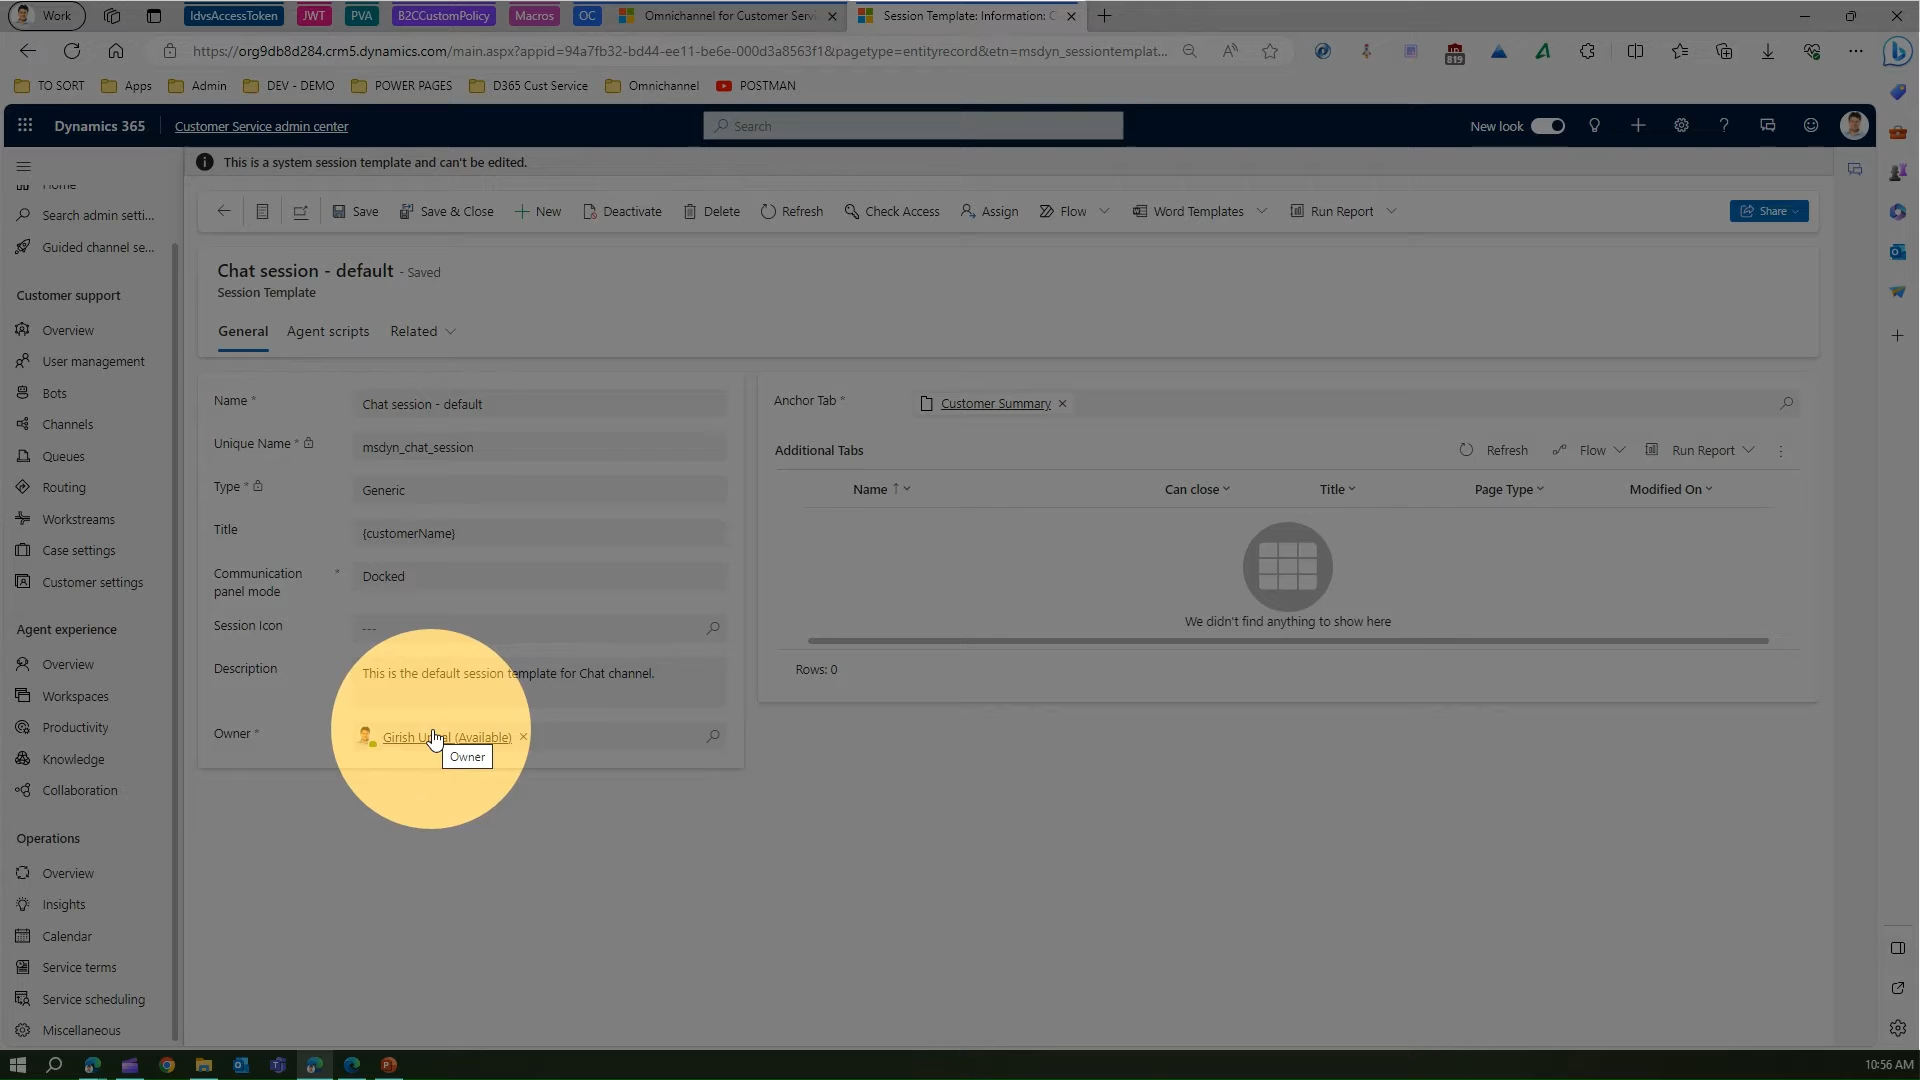 Work
IdvsAccessToken
JWT
PVA
B2CCustomPolicy
Macros
OC
Omnichannel for Customer Servi
Session Template: Information: C
https://org9db8d284.crm5.dynamics.com/main.aspx?appid=94a7fb32-bd44-ee11-be6e-000d3a8563f1&pagetype=entityrecord&etn=msdyn_sessiontemplat...
819
TO SORT
Apps
Admin
DEV - DEMO
POWER PAGES
D365 Cust Service
Omnichannel
POSTMAN
Dynamics 365
Customer Service admin center
Search
New look
This is a system session template and can't be edited.
Save
Save & Close
New
Deactivate
Delete
Refresh
Check Access
Assign
Flow
Word Templates
Run Report
Share
Home
Search admin setti...
Guided channel se...
Customer support
Overview
User management
Bots
Channels
Queues
Routing
Workstreams
Case settings
Customer settings
Agent experience
Overview
Workspaces
Productivity
Knowledge
Collaboration
Operations
Overview
Insights
Calendar
Service terms
Service scheduling
Miscellaneous
Chat session - default - Saved
Session Template
General
Agent scripts
Related
Name *
Chat session - default
Unique Name *
msdyn_chat_session
Type *
Generic
Title
{customerName}
Communication panel mode *
Docked
Session Icon
---
Description
This is the default session template for Chat channel.
Owner *
Girish (Available)
Owner
Anchor Tab *
Customer Summary
Additional Tabs
Refresh
Flow
Run Report
Name ↑
Can close
Title
Page Type
Modified On
We didn't find anything to show here
Rows: 0
10:56 AM